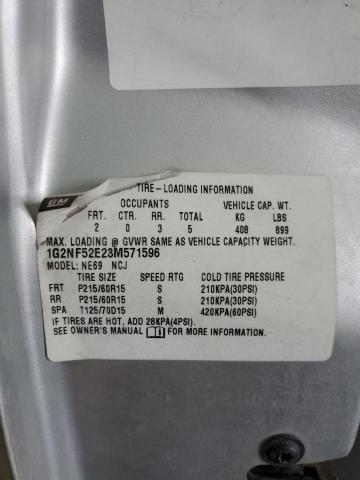 GM
TIRE-LOADING INFORMATION
OCCUPANTS VEHICLE CAP. WT.
FRT. CTR. RR. TOTAL KG LBS
2 0 3 5 408 899
MAX. LOADING @ GVWR SAME AS VEHICLE CAPACITY WEIGHT.
1G2NF52E23M571596
MODEL: NE69 NCJ
TIRE SIZE SPEED RTG COLD TIRE PRESSURE
FRT P215/60R15 S 210KPA(30PSI)
RR P215/60R15 S 210KPA(30PSI)
SPA T125/70D15 M 420KPA(60PSI)
IF TIRES ARE HOT, ADD 28KPA(4PSI).
SEE OWNER'S MANUAL FOR MORE INFORMATION.